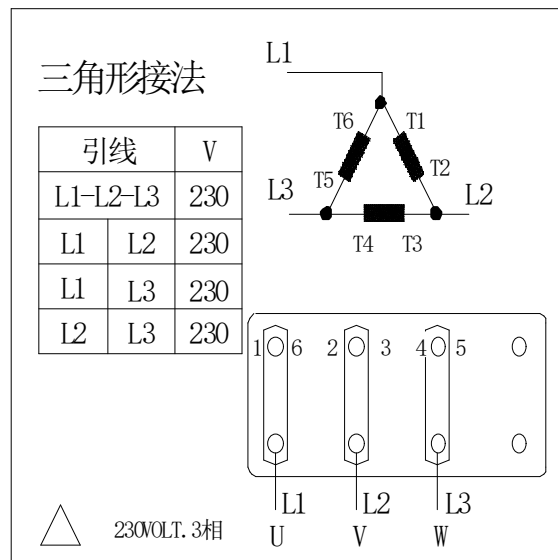 三角形接法
引线 V
L1-L2-L3 230
L1 L2 230
L1 L3 230
L2 L3 230
L1
T6 T1
T5 T2
L3 L2
T4 T3
1 6 2 3 4 5
L1 L2 L3
U V W
230VOLT.3相